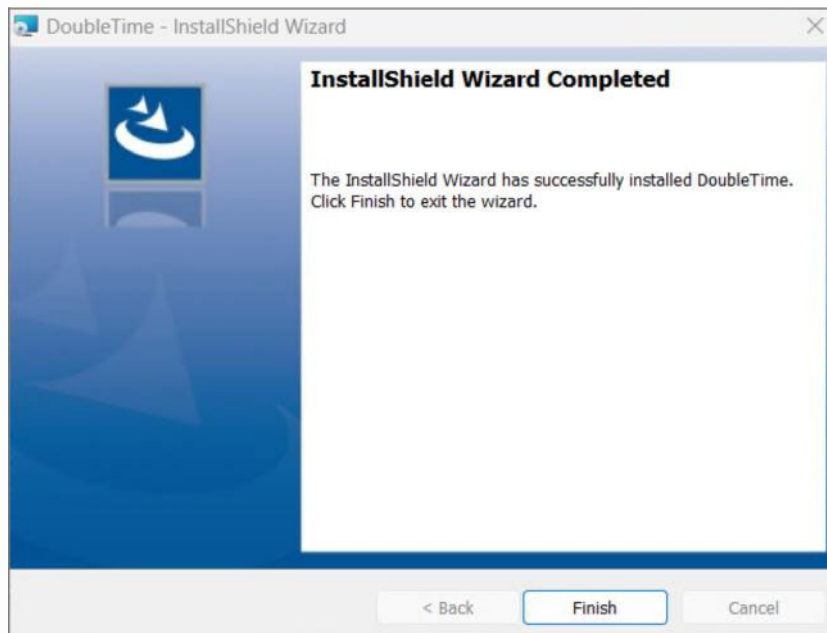 DoubleTime - InstallShield Wizard
InstallShield Wizard Completed
The InstallShield Wizard has successfully installed DoubleTime.
Click Finish to exit the wizard.
< Back
Finish
Cancel